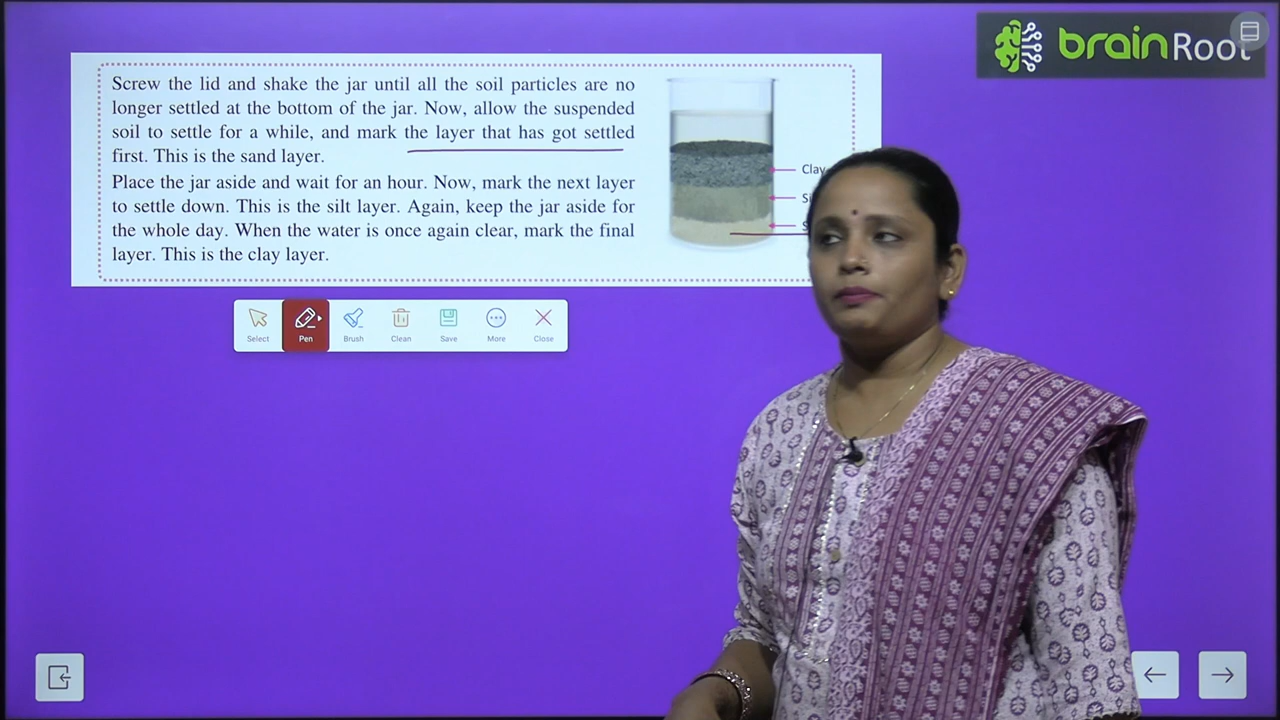 brainRoot
Screw the lid and shake the jar until all the soil particles are no
longer settled at the bottom of the jar. Now, allow the suspended
soil to settle for a while, and mark the layer that has got settled
first. This is the sand layer.
Place the jar aside and wait for an hour. Now, mark the next layer
to settle down. This is the silt layer. Again, keep the jar aside for
the whole day. When the water is once again clear, mark the final
layer. This is the clay layer.
Clay
Select Pen Brush Clean Save More Close